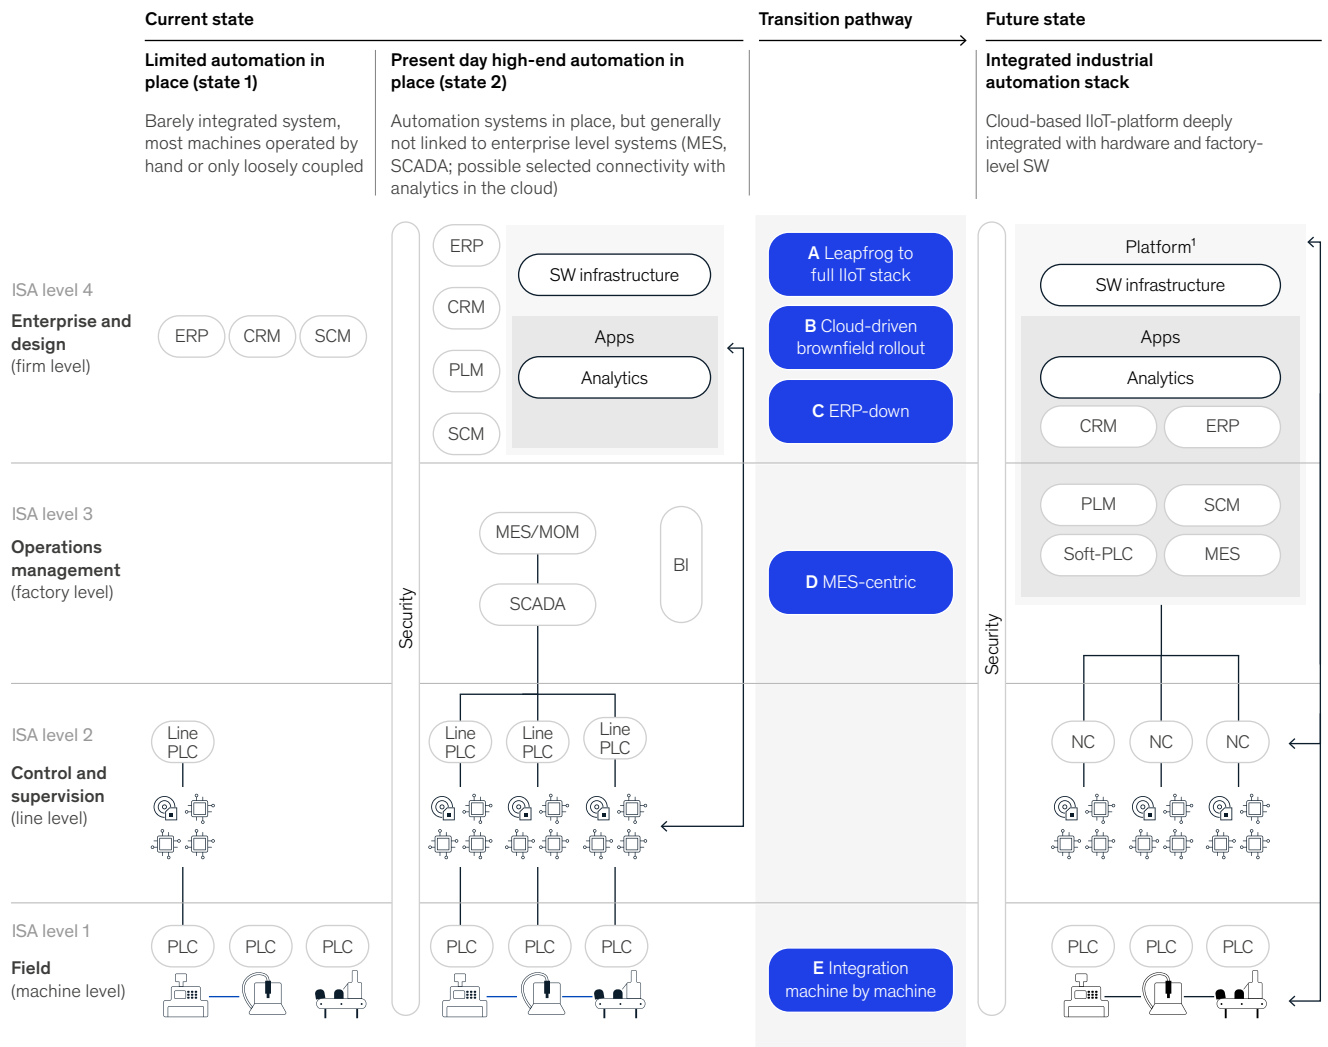 Current state
Transition pathway
Future state
Limited automation in
place (state 1)
Barely integrated system,
most machines operated by
hand or only loosely coupled
Present day high-end automation in
place (state 2)
Automation systems in place, but generally
not linked to enterprise level systems (MES,
SCADA; possible selected connectivity with
analytics in the cloud)
Integrated industrial
automation stack
Cloud-based IIoT-platform deeply
integrated with hardware and factory-
level SW
ISA level 4
Enterprise and
design
(firm level)
ERP
CRM
SCM
ERP
CRM
PLM
SCM
SW infrastructure
Apps
Analytics
A Leapfrog to
full IIoT stack
B Cloud-driven
brownfield rollout
C ERP-down
Platform¹
SW infrastructure
Apps
Analytics
CRM
ERP
ISA level 3
Operations
management
(factory level)
Security
MES/MOM
SCADA
BI
D MES-centric
Security
PLM
SCM
Soft-PLC
MES
ISA level 2
Control and
supervision
(line level)
Line
PLC
Line
PLC
Line
PLC
Line
PLC
NC
NC
NC
ISA level 1
Field
(machine level)
PLC
PLC
PLC
PLC
PLC
PLC
E Integration
machine by machine
PLC
PLC
PLC